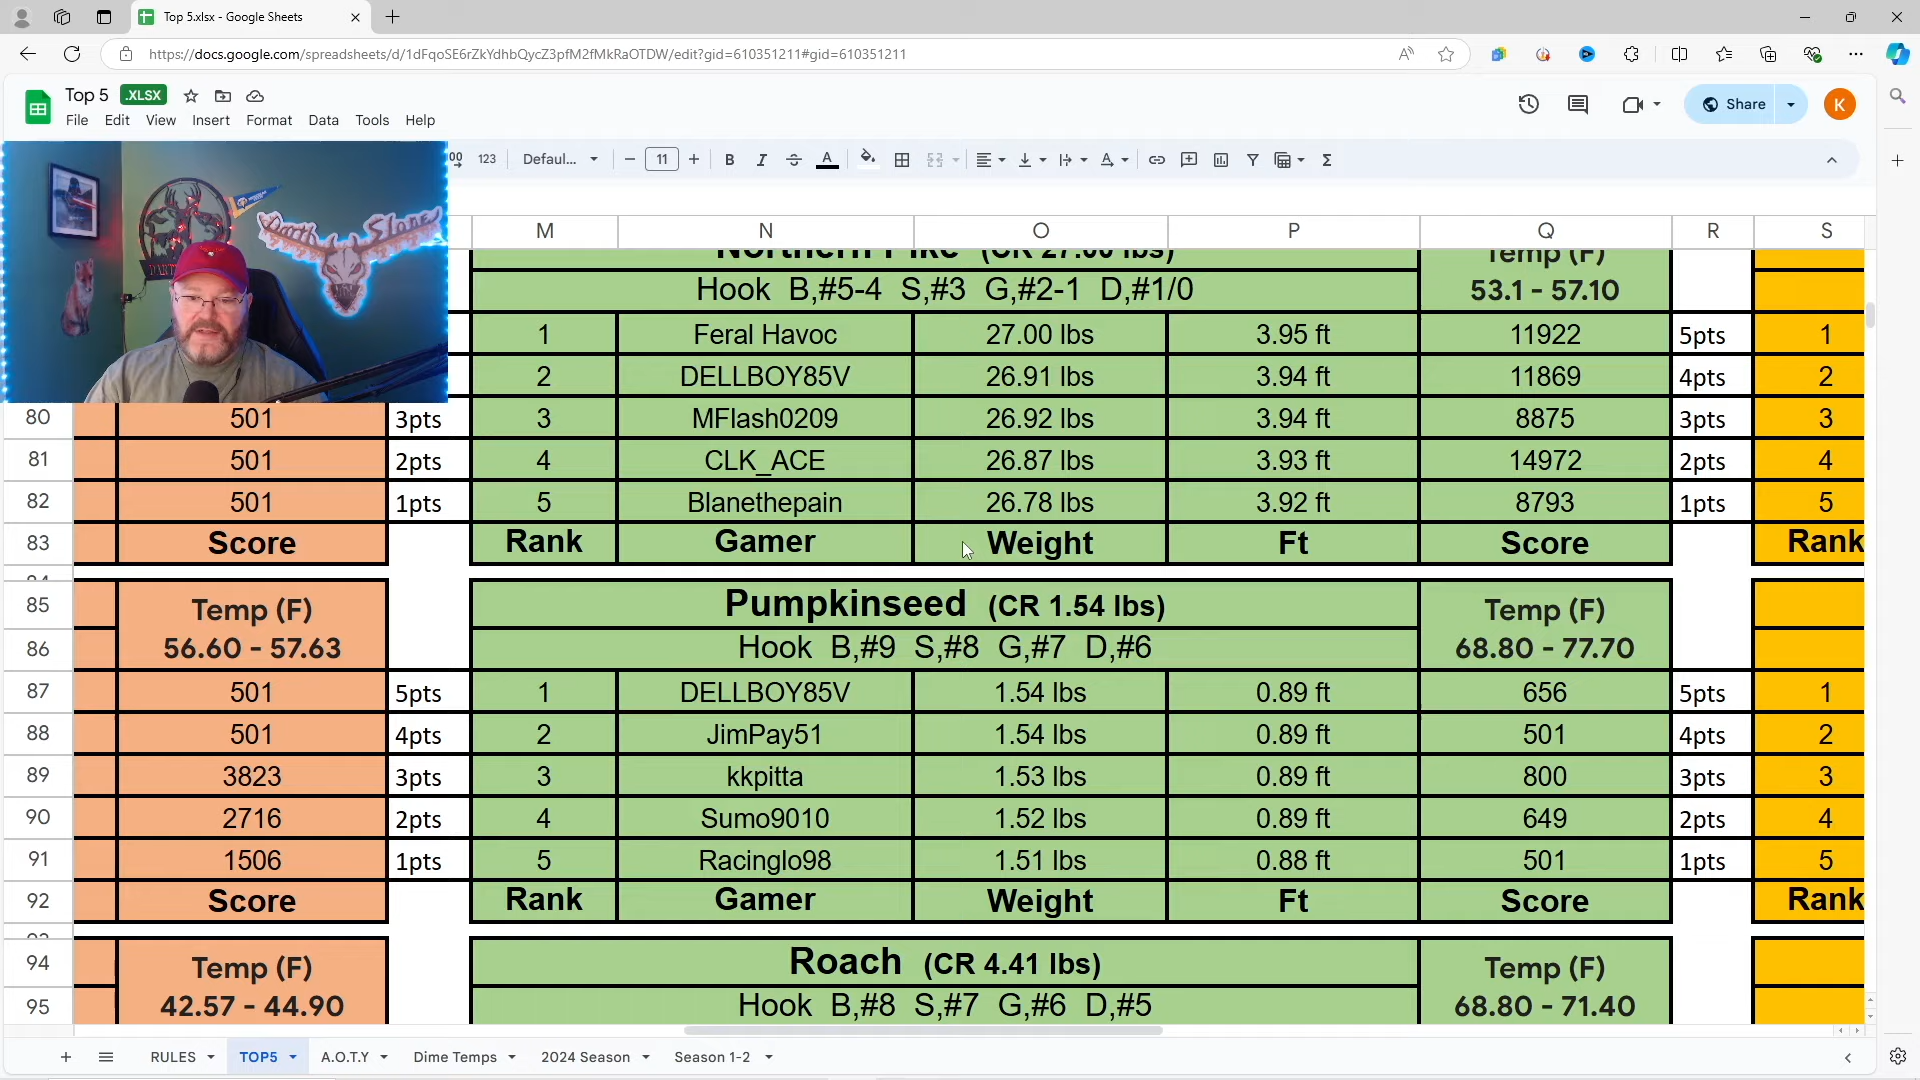 Top 5.xlsx - Google Sheets
https://docs.google.com/spreadsheets/d/1dFqoSE6rZkYdhbQycZ3pfM2fMkRaOTDW/edit?gid=610351211#gid=610351211
Top 5 .XLSX
Share K
File Edit View Insert Format Data Tools Help
123 Defaul... 11 B I A
M N O P Q R S
Northern Pike (CR 27.00 lbs) Temp (F)
Hook B,#5-4 S,#3 G,#2-1 D,#1/0 53.1 - 57.10
1 Feral Havoc 27.00 lbs 3.95 ft 11922 5pts 1
2 DELLBOY85V 26.91 lbs 3.94 ft 11869 4pts 2
80 501 3pts 3 MFlash0209 26.92 lbs 3.94 ft 8875 3pts 3
81 501 2pts 4 CLK_ACE 26.87 lbs 3.93 ft 14972 2pts 4
82 501 1pts 5 Blanethepain 26.78 lbs 3.92 ft 8793 1pts 5
83 Score Rank Gamer Weight Ft Score Rank
85 Temp (F) Pumpkinseed (CR 1.54 lbs) Temp (F)
86 56.60 - 57.63 Hook B,#9 S,#8 G,#7 D,#6 68.80 - 77.70
87 501 5pts 1 DELLBOY85V 1.54 lbs 0.89 ft 656 5pts 1
88 501 4pts 2 JimPay51 1.54 lbs 0.89 ft 501 4pts 2
89 3823 3pts 3 kkpitta 1.53 lbs 0.89 ft 800 3pts 3
90 2716 2pts 4 Sumo9010 1.52 lbs 0.89 ft 649 2pts 4
91 1506 1pts 5 Racinglo98 1.51 lbs 0.88 ft 501 1pts 5
92 Score Rank Gamer Weight Ft Score Rank
94 Temp (F) Roach (CR 4.41 lbs) Temp (F)
95 42.57 - 44.90 Hook B,#8 S,#7 G,#6 D,#5 68.80 - 71.40
RULES TOP5 A.O.T.Y Dime Temps 2024 Season Season 1-2